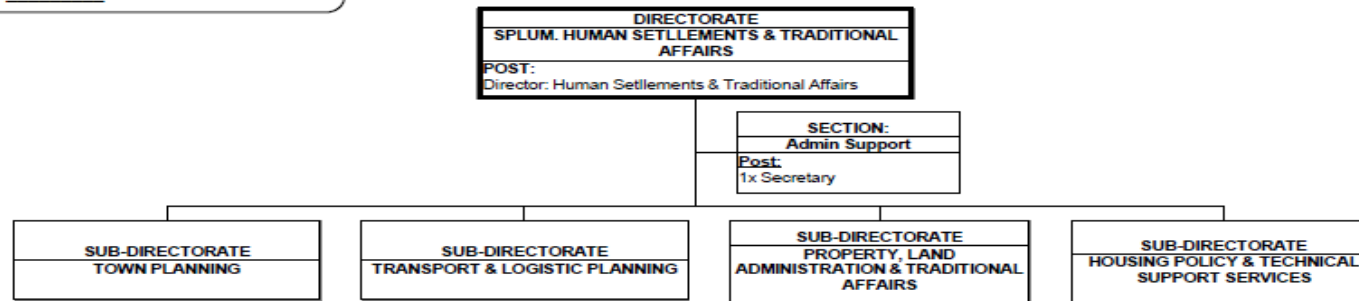 DIRECTORATE
SPLUM. HUMAN SETLLEMENTS & TRADITIONAL
AFFAIRS
POST:
Director: Human Setllements & Traditional Affairs
SECTION:
Admin Support
Post:
1x Secretary
SUB-DIRECTORATE
TOWN PLANNING
SUB-DIRECTORATE
TRANSPORT & LOGISTIC PLANNING
SUB-DIRECTORATE
PROPERTY, LAND
ADMINISTRATION & TRADITIONAL
AFFAIRS
SUB-DIRECTORATE
HOUSING POLICY & TECHNICAL
SUPPORT SERVICES